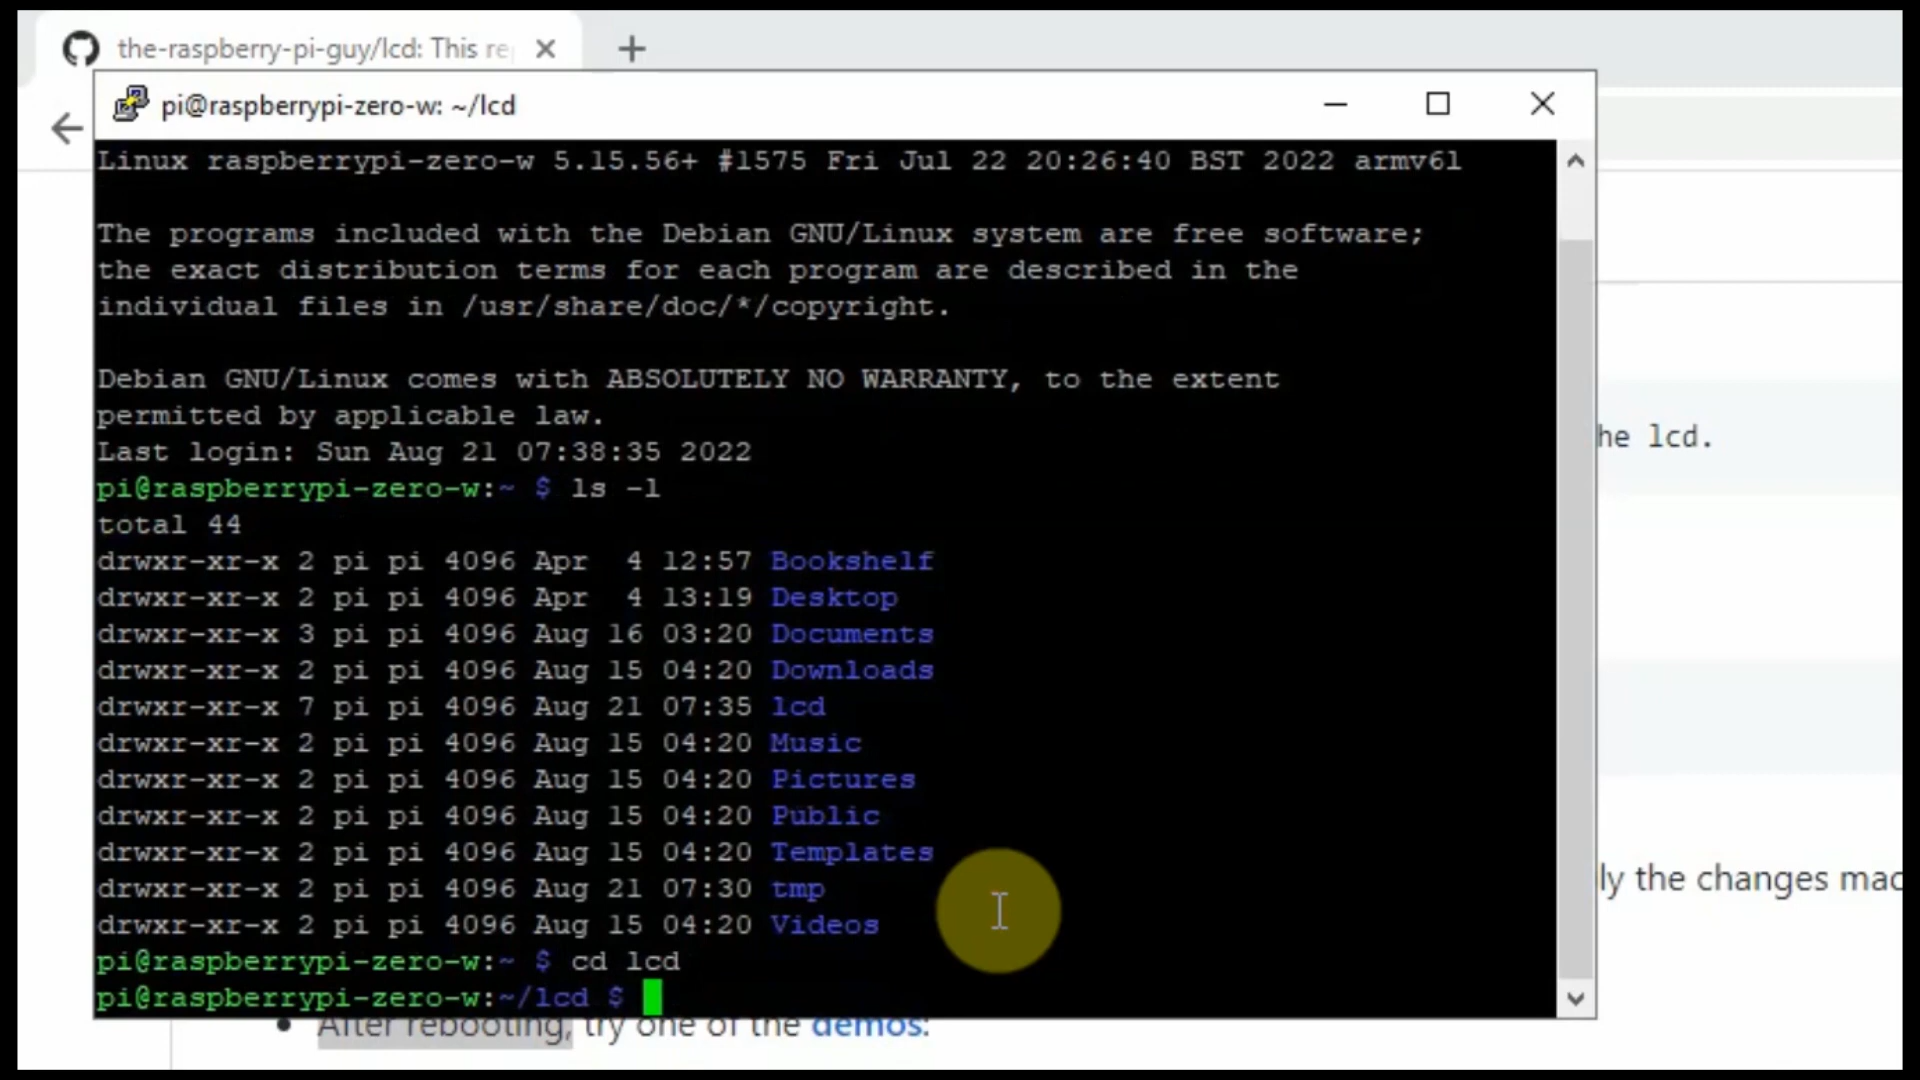 the-raspberry-pi-guy/lcd: This re
pi@raspberrypi-zero-w: ~/lcd
Linux raspberrypi-zero-w 5.15.56+ #1575 Fri Jul 22 20:26:40 BST 2022 armv6l
The programs included with the Debian GNU/Linux system are free software;
the exact distribution terms for each program are described in the
individual files in /usr/share/doc/*/copyright.
Debian GNU/Linux comes with ABSOLUTELY NO WARRANTY, to the extent
permitted by applicable law.
Last login: Sun Aug 21 07:38:35 2022
pi@raspberrypi-zero-w:~ $ ls -l
total 44
drwxr-xr-x 2 pi pi 4096 Apr  4 12:57 Bookshelf
drwxr-xr-x 2 pi pi 4096 Apr  4 13:19 Desktop
drwxr-xr-x 3 pi pi 4096 Aug 16 03:20 Documents
drwxr-xr-x 2 pi pi 4096 Aug 15 04:20 Downloads
drwxr-xr-x 7 pi pi 4096 Aug 21 07:35 lcd
drwxr-xr-x 2 pi pi 4096 Aug 15 04:20 Music
drwxr-xr-x 2 pi pi 4096 Aug 15 04:20 Pictures
drwxr-xr-x 2 pi pi 4096 Aug 15 04:20 Public
drwxr-xr-x 2 pi pi 4096 Aug 15 04:20 Templates
drwxr-xr-x 2 pi pi 4096 Aug 21 07:30 tmp
drwxr-xr-x 2 pi pi 4096 Aug 15 04:20 Videos
pi@raspberrypi-zero-w:~ $ cd lcd
pi@raspberrypi-zero-w:~/lcd $
he lcd.
ly the changes mad
After rebooting, try one of the demos: